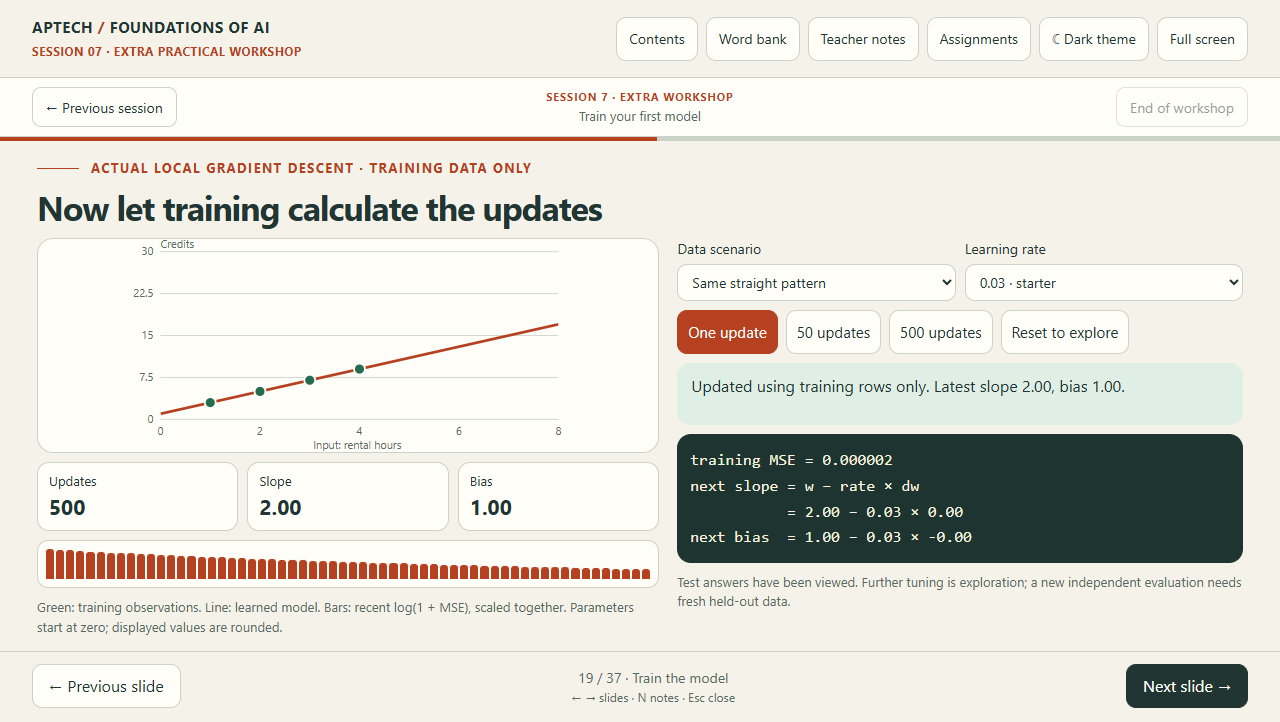 APTECH / FOUNDATIONS OF AI
SESSION 07 · EXTRA PRACTICAL WORKSHOP
Contents
Word bank
Teacher notes
Assignments
☾ Dark theme
Full screen
← Previous session
SESSION 7 · EXTRA WORKSHOP
Train your first model
End of workshop
ACTUAL LOCAL GRADIENT DESCENT · TRAINING DATA ONLY
Now let training calculate the updates
Credits
30
22.5
15
7.5
0
0 2 4 6 8
Input: rental hours
Updates
500
Slope
2.00
Bias
1.00
Green: training observations. Line: learned model. Bars: recent log(1 + MSE), scaled together. Parameters
start at zero; displayed values are rounded.
Data scenario
Same straight pattern
Learning rate
0.03 · starter
One update
50 updates
500 updates
Reset to explore
Updated using training rows only. Latest slope 2.00, bias 1.00.
training MSE = 0.000002
next slope = w − rate × dw
= 2.00 − 0.03 × 0.00
next bias = 1.00 − 0.03 × -0.00
Test answers have been viewed. Further tuning is exploration; a new independent evaluation needs
fresh held-out data.
← Previous slide
19 / 37 · Train the model
← → slides · N notes · Esc close
Next slide →